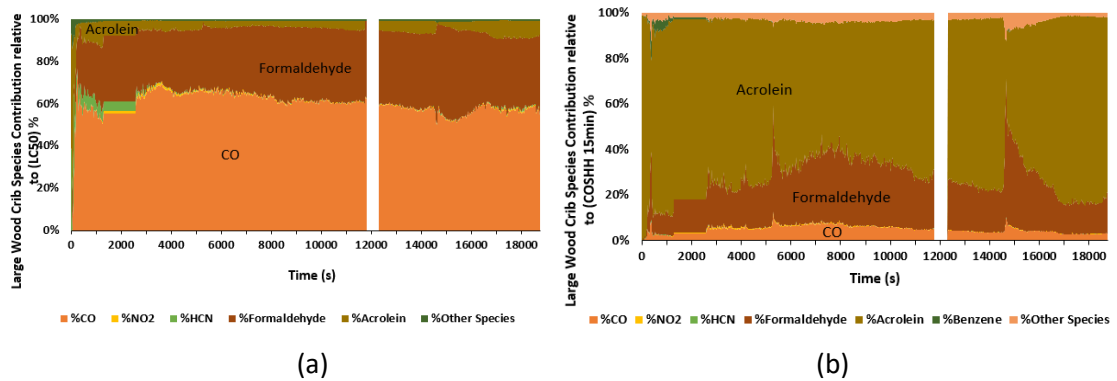 Large Wood Crib Species Contribution relative
to (LC50) %
100%
80%
60%
40%
20%
0%
Acrolein
Formaldehyde
CO
0 2000 4000 6000 8000 10000 12000 14000 16000 18000
Time (s)
%CO %NO2 %HCN %Formaldehyde %Acrolein %Other Species
(a)
Large Wood Crib Species Contribution relative
to (COSHH 15min) %
100%
80%
60%
40%
20%
0%
Acrolein
Formaldehyde
CO
0 2000 4000 6000 8000 10000 12000 14000 16000 18000
Time (s)
%CO %NO2 %HCN %Formaldehyde %Acrolein %Benzene %Other Species
(b)